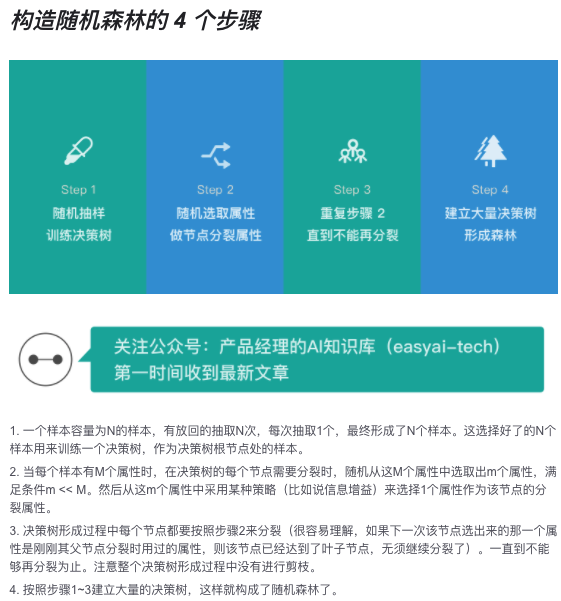 构造随机森林的 4 个步骤
Step 1
随机抽样
训练决策树
Step 2
随机选取属性
做节点分裂属性
Step 3
重复步骤 2
直到不能再分裂
Step 4
建立大量决策树
形成森林
关注公众号：产品经理的AI知识库（easyai-tech）
第一时间收到最新文章
1. 一个样本容量为N的样本，有放回的抽取N次，每次抽取1个，最终形成了N个样本。这选择好了的N个
样本用来训练一个决策树，作为决策树根节点处的样本。
2. 当每个样本有M个属性时，在决策树的每个节点需要分裂时，随机从这M个属性中选取出m个属性，满
足条件m << M。然后从这m个属性中采用某种策略（比如说信息增益）来选择1个属性作为该节点的分
裂属性。
3. 决策树形成过程中每个节点都要按照步骤2来分裂（很容易理解，如果下一次该节点选出来的那一个属
性是刚刚其父节点分裂时用过的属性，则该节点已经达到了叶子节点，无须继续分裂了）。一直到不能
够再分裂为止。注意整个决策树形成过程中没有进行剪枝。
4. 按照步骤1~3建立大量的决策树，这样就构成了随机森林了。